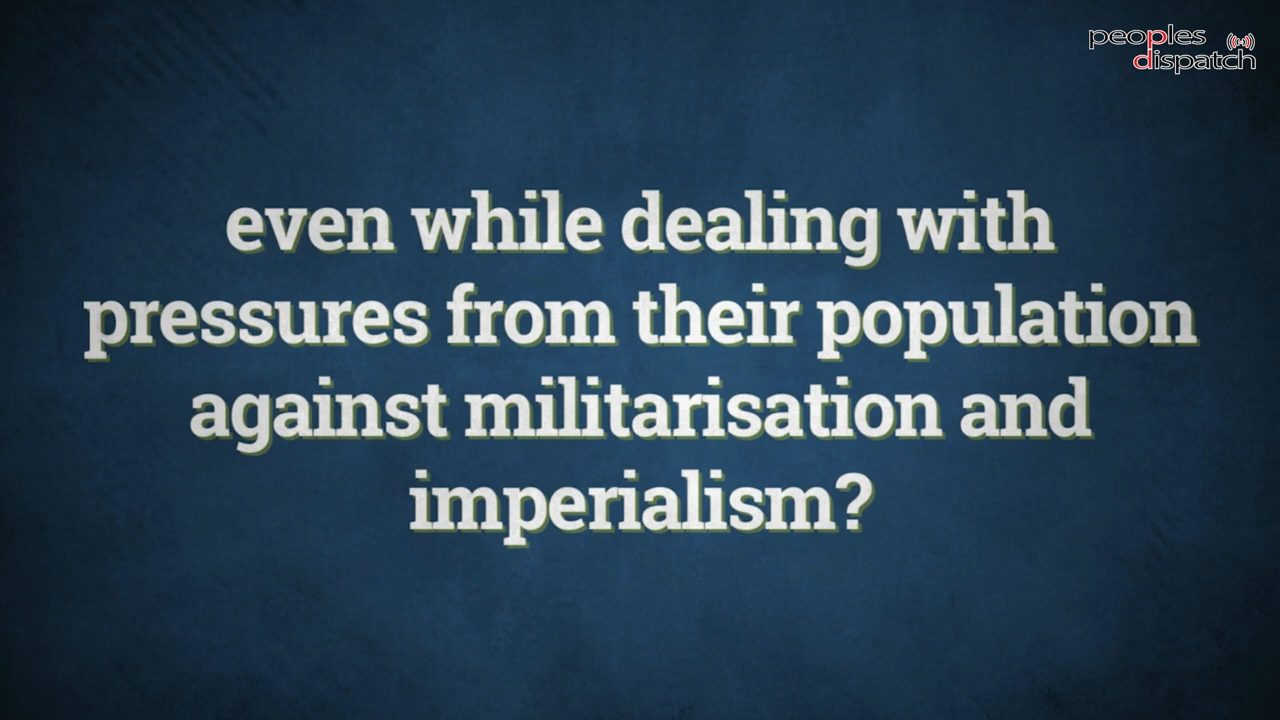 peoples
dispatch
even while dealing with
pressures from their population
against militarisation and
imperialism?